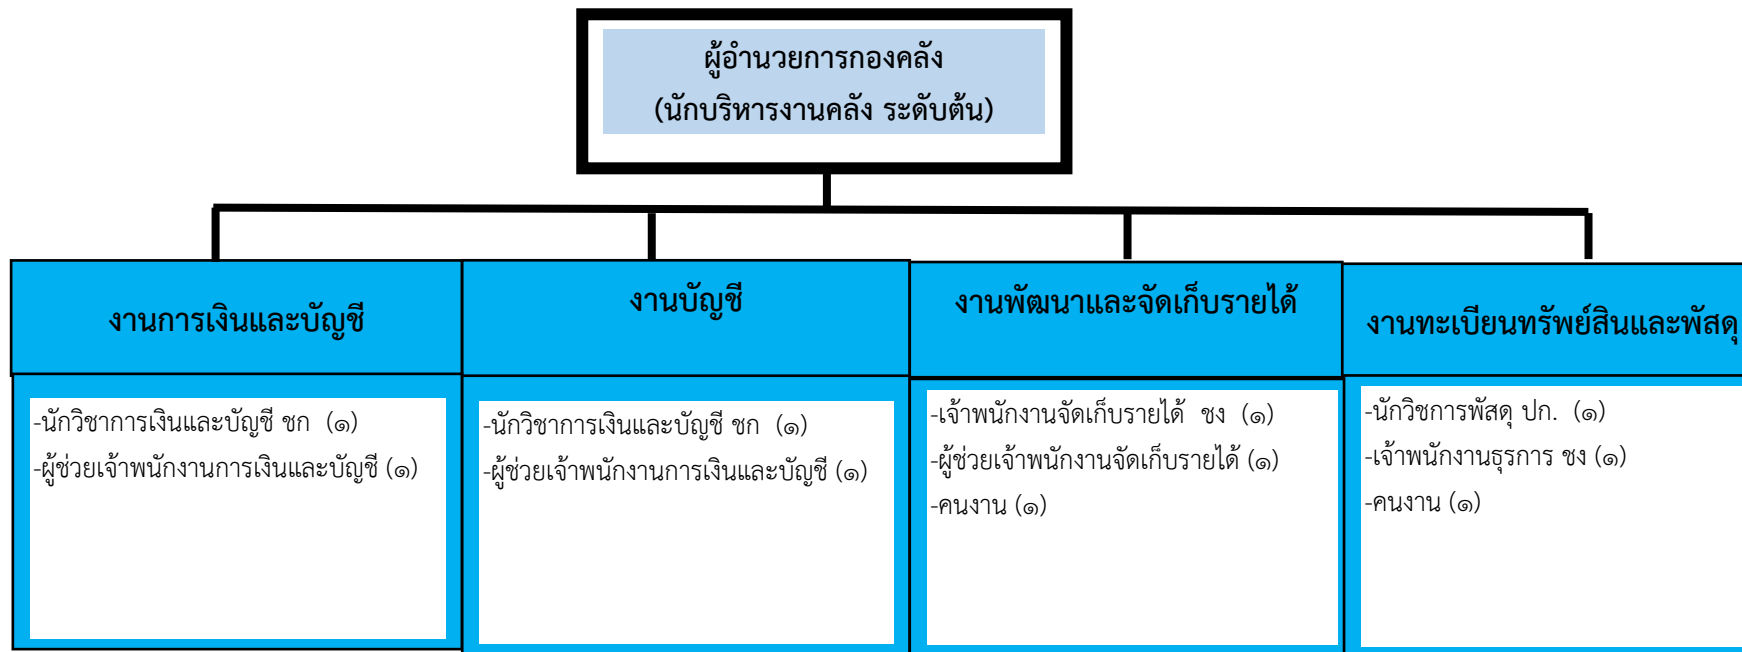 ผู้อำนวยการกองคลัง
(นักบริหารงานคลัง ระดับต้น)
งานการเงินและบัญชี
-นักวิชาการเงินและบัญชี ชก (๑)
-ผู้ช่วยเจ้าพนักงานการเงินและบัญชี (๑)
งานบัญชี
-นักวิชาการเงินและบัญชี ชก (๑)
-ผู้ช่วยเจ้าพนักงานการเงินและบัญชี (๑)
งานพัฒนาและจัดเก็บรายได้
-เจ้าพนักงานจัดเก็บรายได้ ชง (๑)
-ผู้ช่วยเจ้าพนักงานจัดเก็บรายได้ (๑)
-คนงาน (๑)
งานทะเบียนทรัพย์สินและพัสดุ
-นักวิชการพัสดุ ปก. (๑)
-เจ้าพนักงานธุรการ ชง (๑)
-คนงาน (๑)